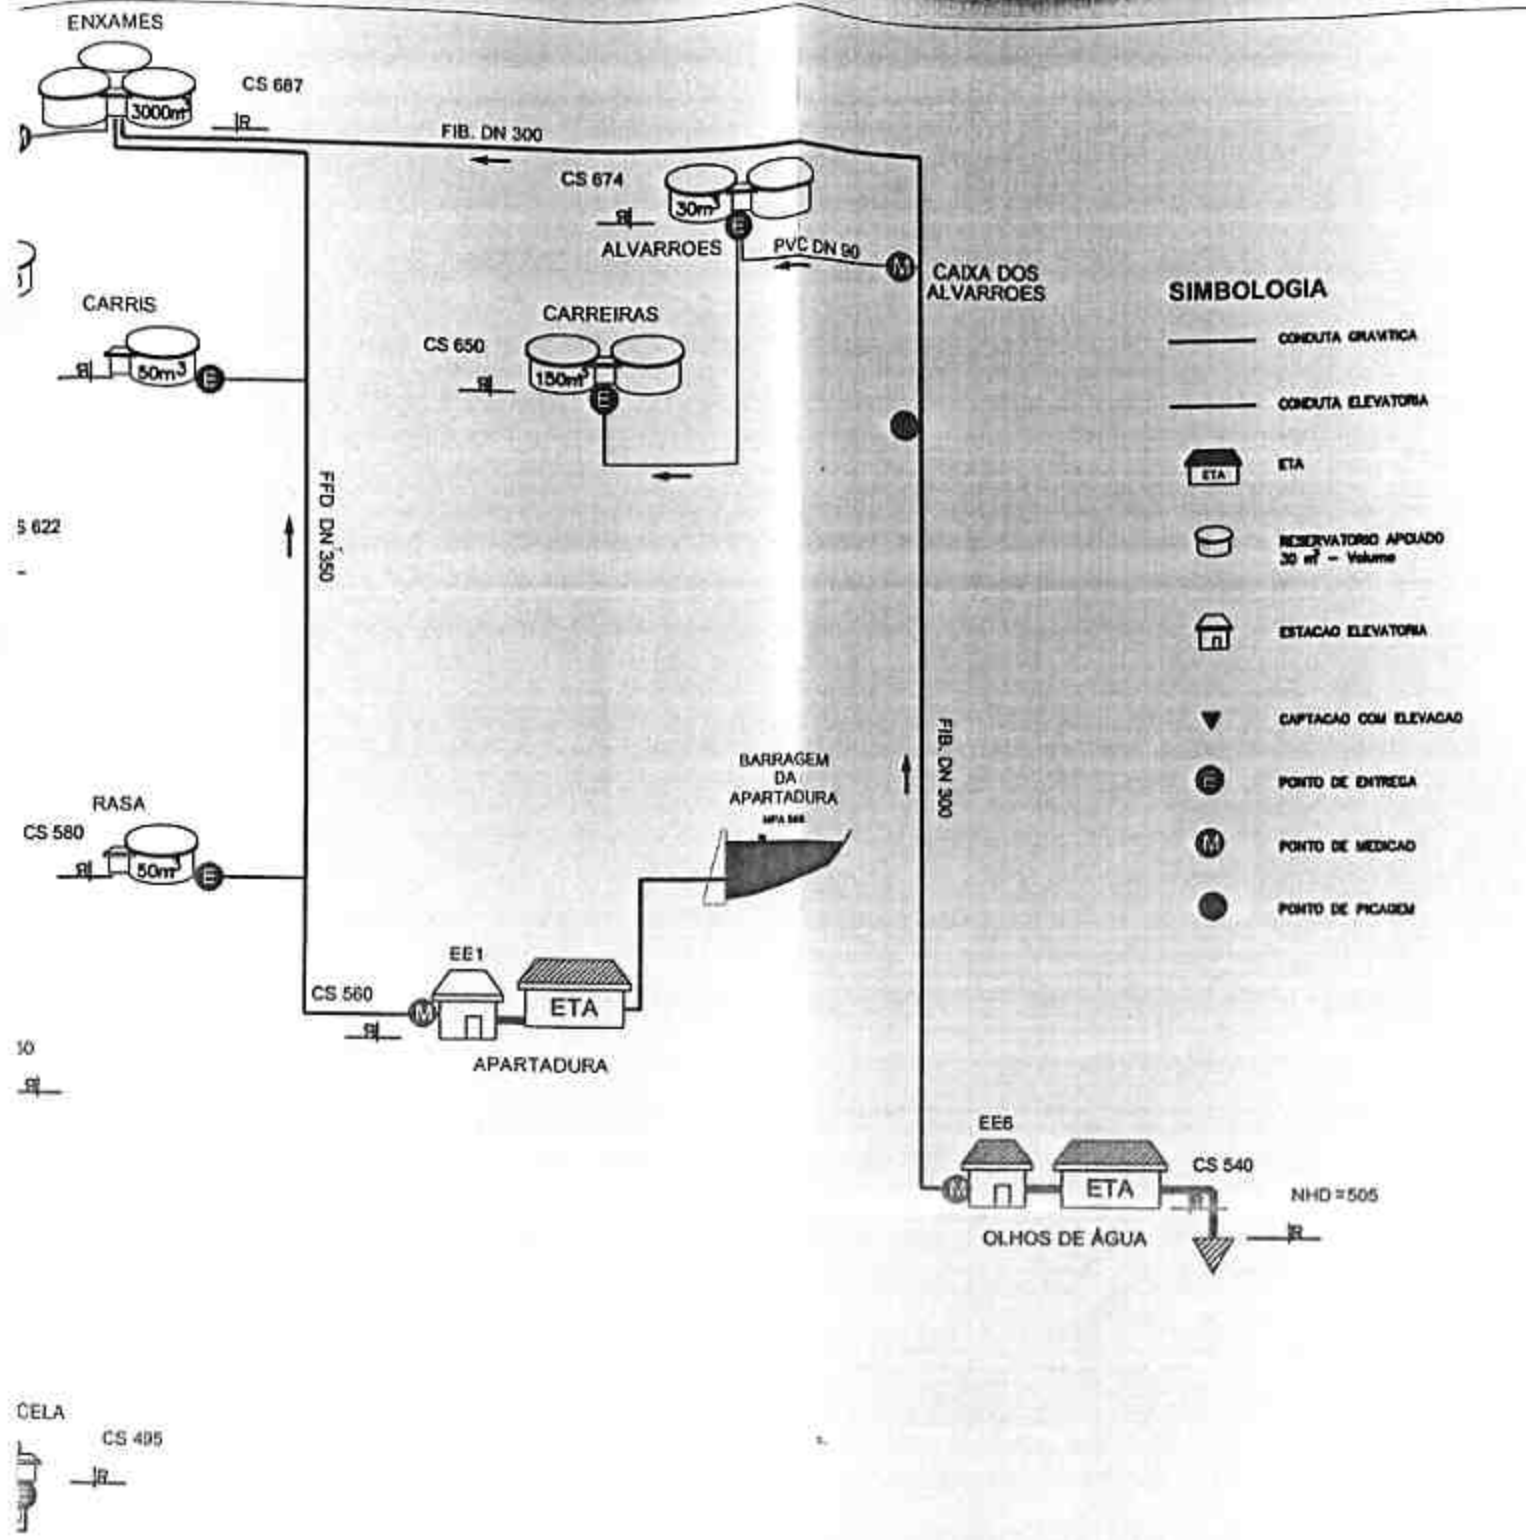 ENXAMES
3000m³
CS 687
R
FIB. DN 300
CS 674
30m³
R
E
ALVARROES
PVC DN 90
M
CAIXA DOS
ALVARROES
CARRIS
50m³
R
E
CARREIRAS
CS 650
150m³
R
E
FFD DN 350
S 622
RASA
CS 580
50m³
R
E
BARRAGEM
DA
APARTADURA
EE1
CS 560
M
ETA
R
APARTADURA
50
R
FIB. DN 300
EE6
CS 540
M
ETA
R
NHD =505
R
OLHOS DE ÁGUA
CELA
CS 495
R
SIMBOLOGIA
CONDUTA GRAVITICA
CONDUTA ELEVATORIA
ETA
ETA
RESERVATORIO APOIADO
30 m³ - Volume
ESTACAO ELEVATORIA
CAPTACAO COM ELEVACAO
E
PONTO DE ENTREGA
M
PONTO DE MEDICAO
PONTO DE PICAGEM